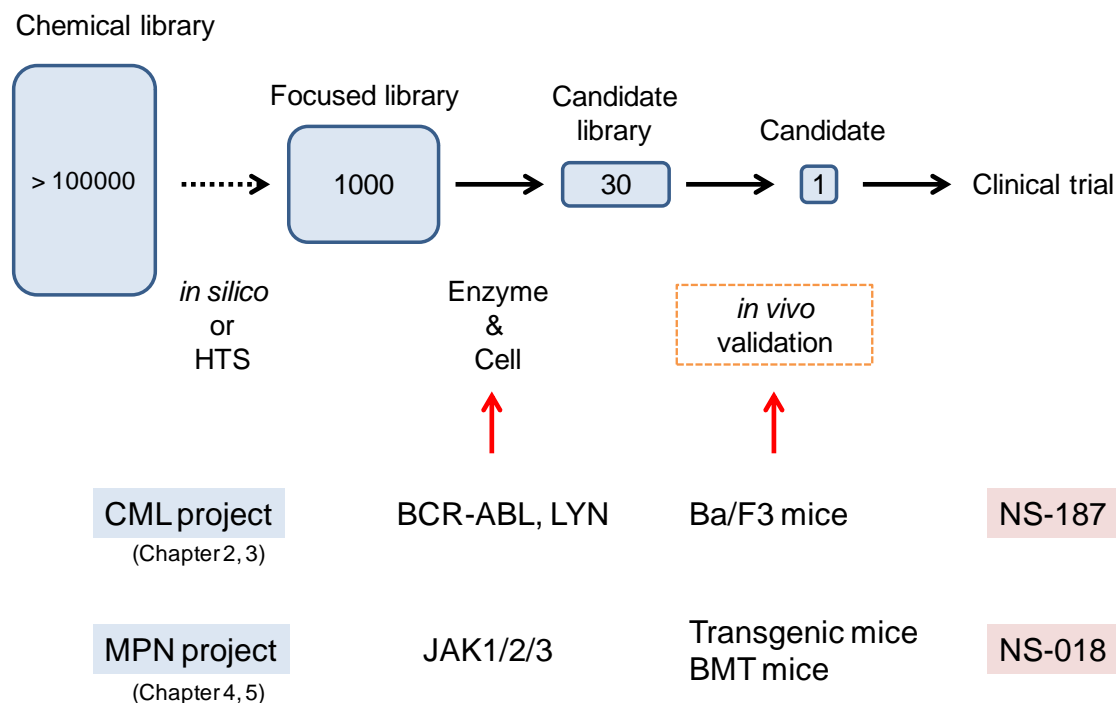 Chemical library
Focused library
Candidate
library
Candidate
> 100000
1000
30
1
Clinical trial
in silico
or
HTS
Enzyme
&
Cell
in vivo
validation
CML project
(Chapter 2, 3)
BCR-ABL, LYN
Ba/F3 mice
NS-187
MPN project
(Chapter 4, 5)
JAK1/2/3
Transgenic mice
BMT mice
NS-018